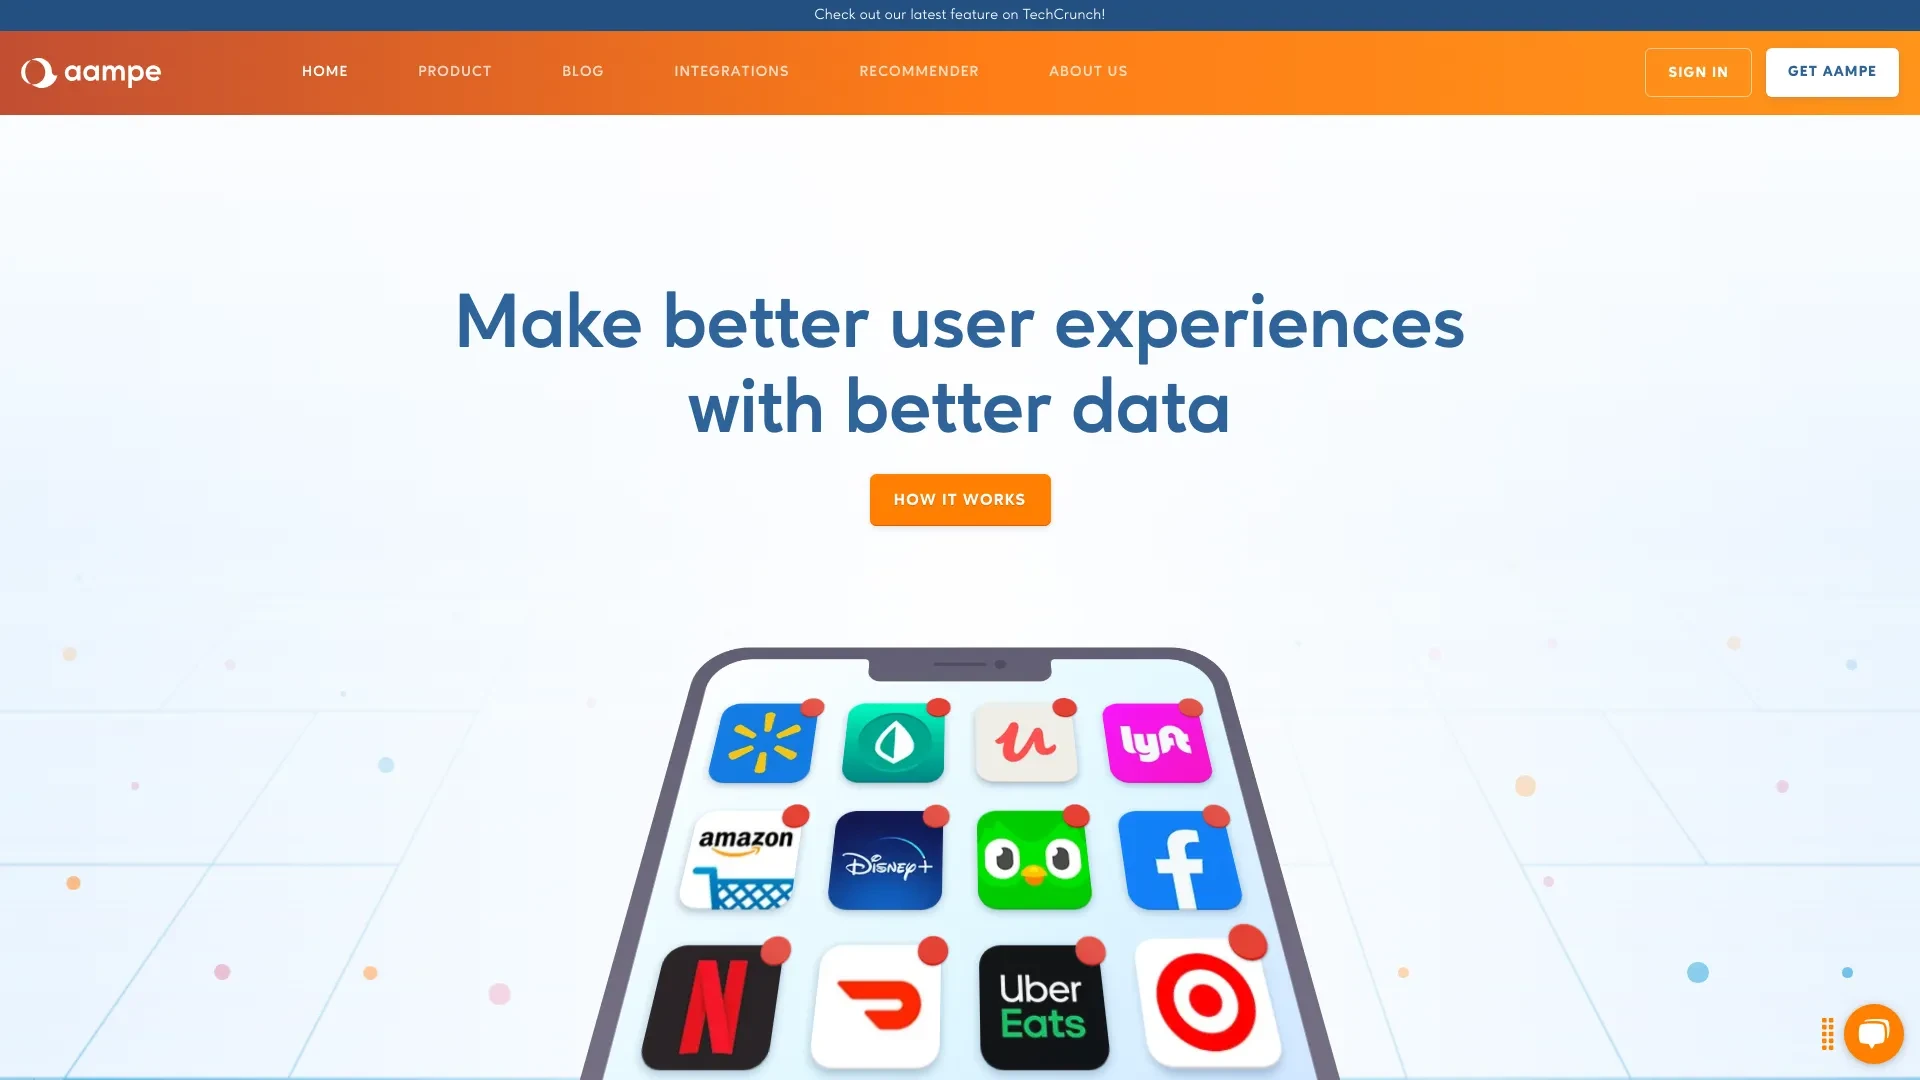 Check out our latest feature on TechCrunch!
aampe
HOME
PRODUCT
BLOG
INTEGRATIONS
RECOMMENDER
ABOUT US
SIGN IN
GET AAMPE
Make better user experiences
with better data
HOW IT WORKS
lyft
amazon
Disney+
Uber
Eats